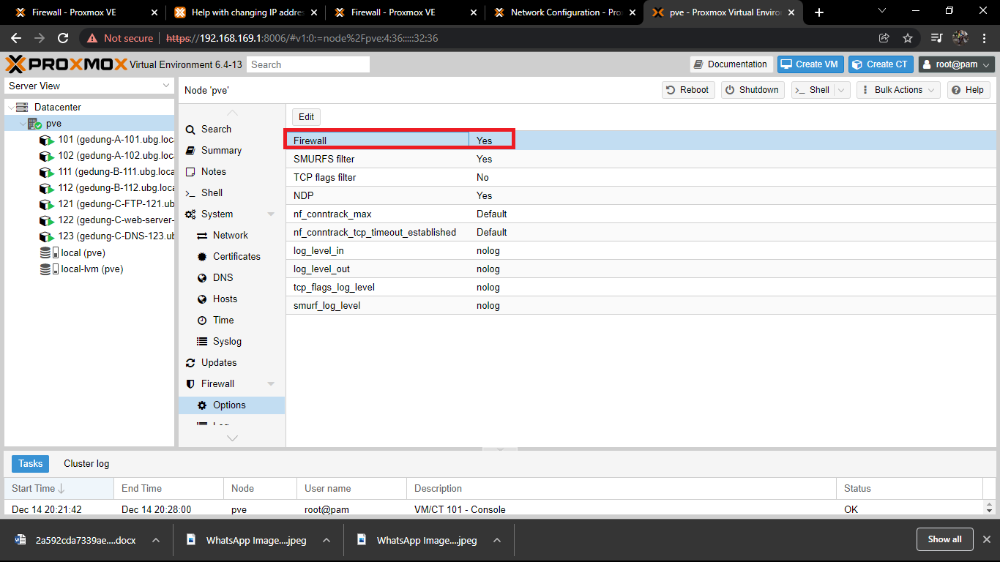 Firewall - Proxmox VE
Help with changing IP addre
Firewall - Proxmox VE
Network Configuration - Pro
pve - Proxmox Virtual Enviro
Not secure https://192.168.169.1:8006/#v1:0:=node%2Fpve:4:36:::::32:36
PROXMOX Virtual Environment 6.4-13 Search Documentation Create VM Create CT root@pam
Server View
Node 'pve' Reboot Shutdown >_ Shell Bulk Actions Help
Datacenter
pve
101 (gedung-A-101.ubg.loca
102 (gedung-A-102.ubg.loca
111 (gedung-B-111.ubg.loca
112 (gedung-B-112.ubg.loca
121 (gedung-C-FTP-121.ub
122 (gedung-C-web-server-
123 (gedung-C-DNS-123.ub
local (pve)
local-lvm (pve)
Search
Summary
Notes
>_ Shell
System
Network
Certificates
DNS
Hosts
Time
Syslog
Updates
Firewall
Options
Edit
Firewall Yes
SMURFS filter Yes
TCP flags filter No
NDP Yes
nf_conntrack_max Default
nf_conntrack_tcp_timeout_established Default
log_level_in nolog
log_level_out nolog
tcp_flags_log_level nolog
smurf_log_level nolog
Tasks Cluster log
Start Time End Time Node User name Description Status
Dec 14 20:21:42 Dec 14 20:28:00 pve root@pam VM/CT 101 - Console OK
2a592cda7339ae....docx WhatsApp Image....jpeg WhatsApp Image....jpeg Show all